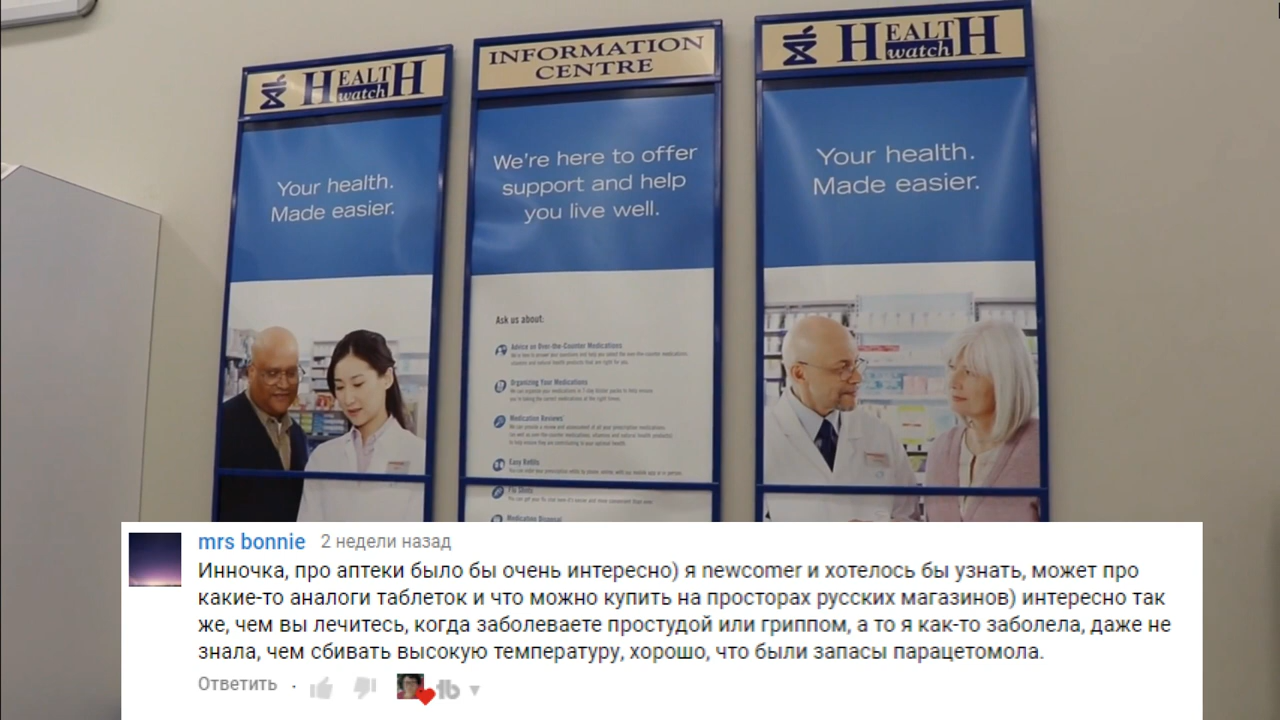 HEALTH
watch
Your health.
Made easier.
INFORMATION
CENTRE
We're here to offer
support and help
you live well.
Ask us about:
Advice on Over-the-Counter Medications
Organizing Your Medications
Medication Reviews
Easy Refills
Flu Shots
Medication Disposal
HEALTH
watch
Your health.
Made easier.
mrs bonnie 2 недели назад
Инночка, про аптеки было бы очень интересно) я newcomer и хотелось бы узнать, может про
какие-то аналоги таблеток и что можно купить на просторах русских магазинов) интересно так
же, чем вы лечитесь, когда заболеваете простудой или гриппом, а то я как-то заболела, даже не
знала, чем сбивать высокую температуру, хорошо, что были запасы парацетомола.
Ответить